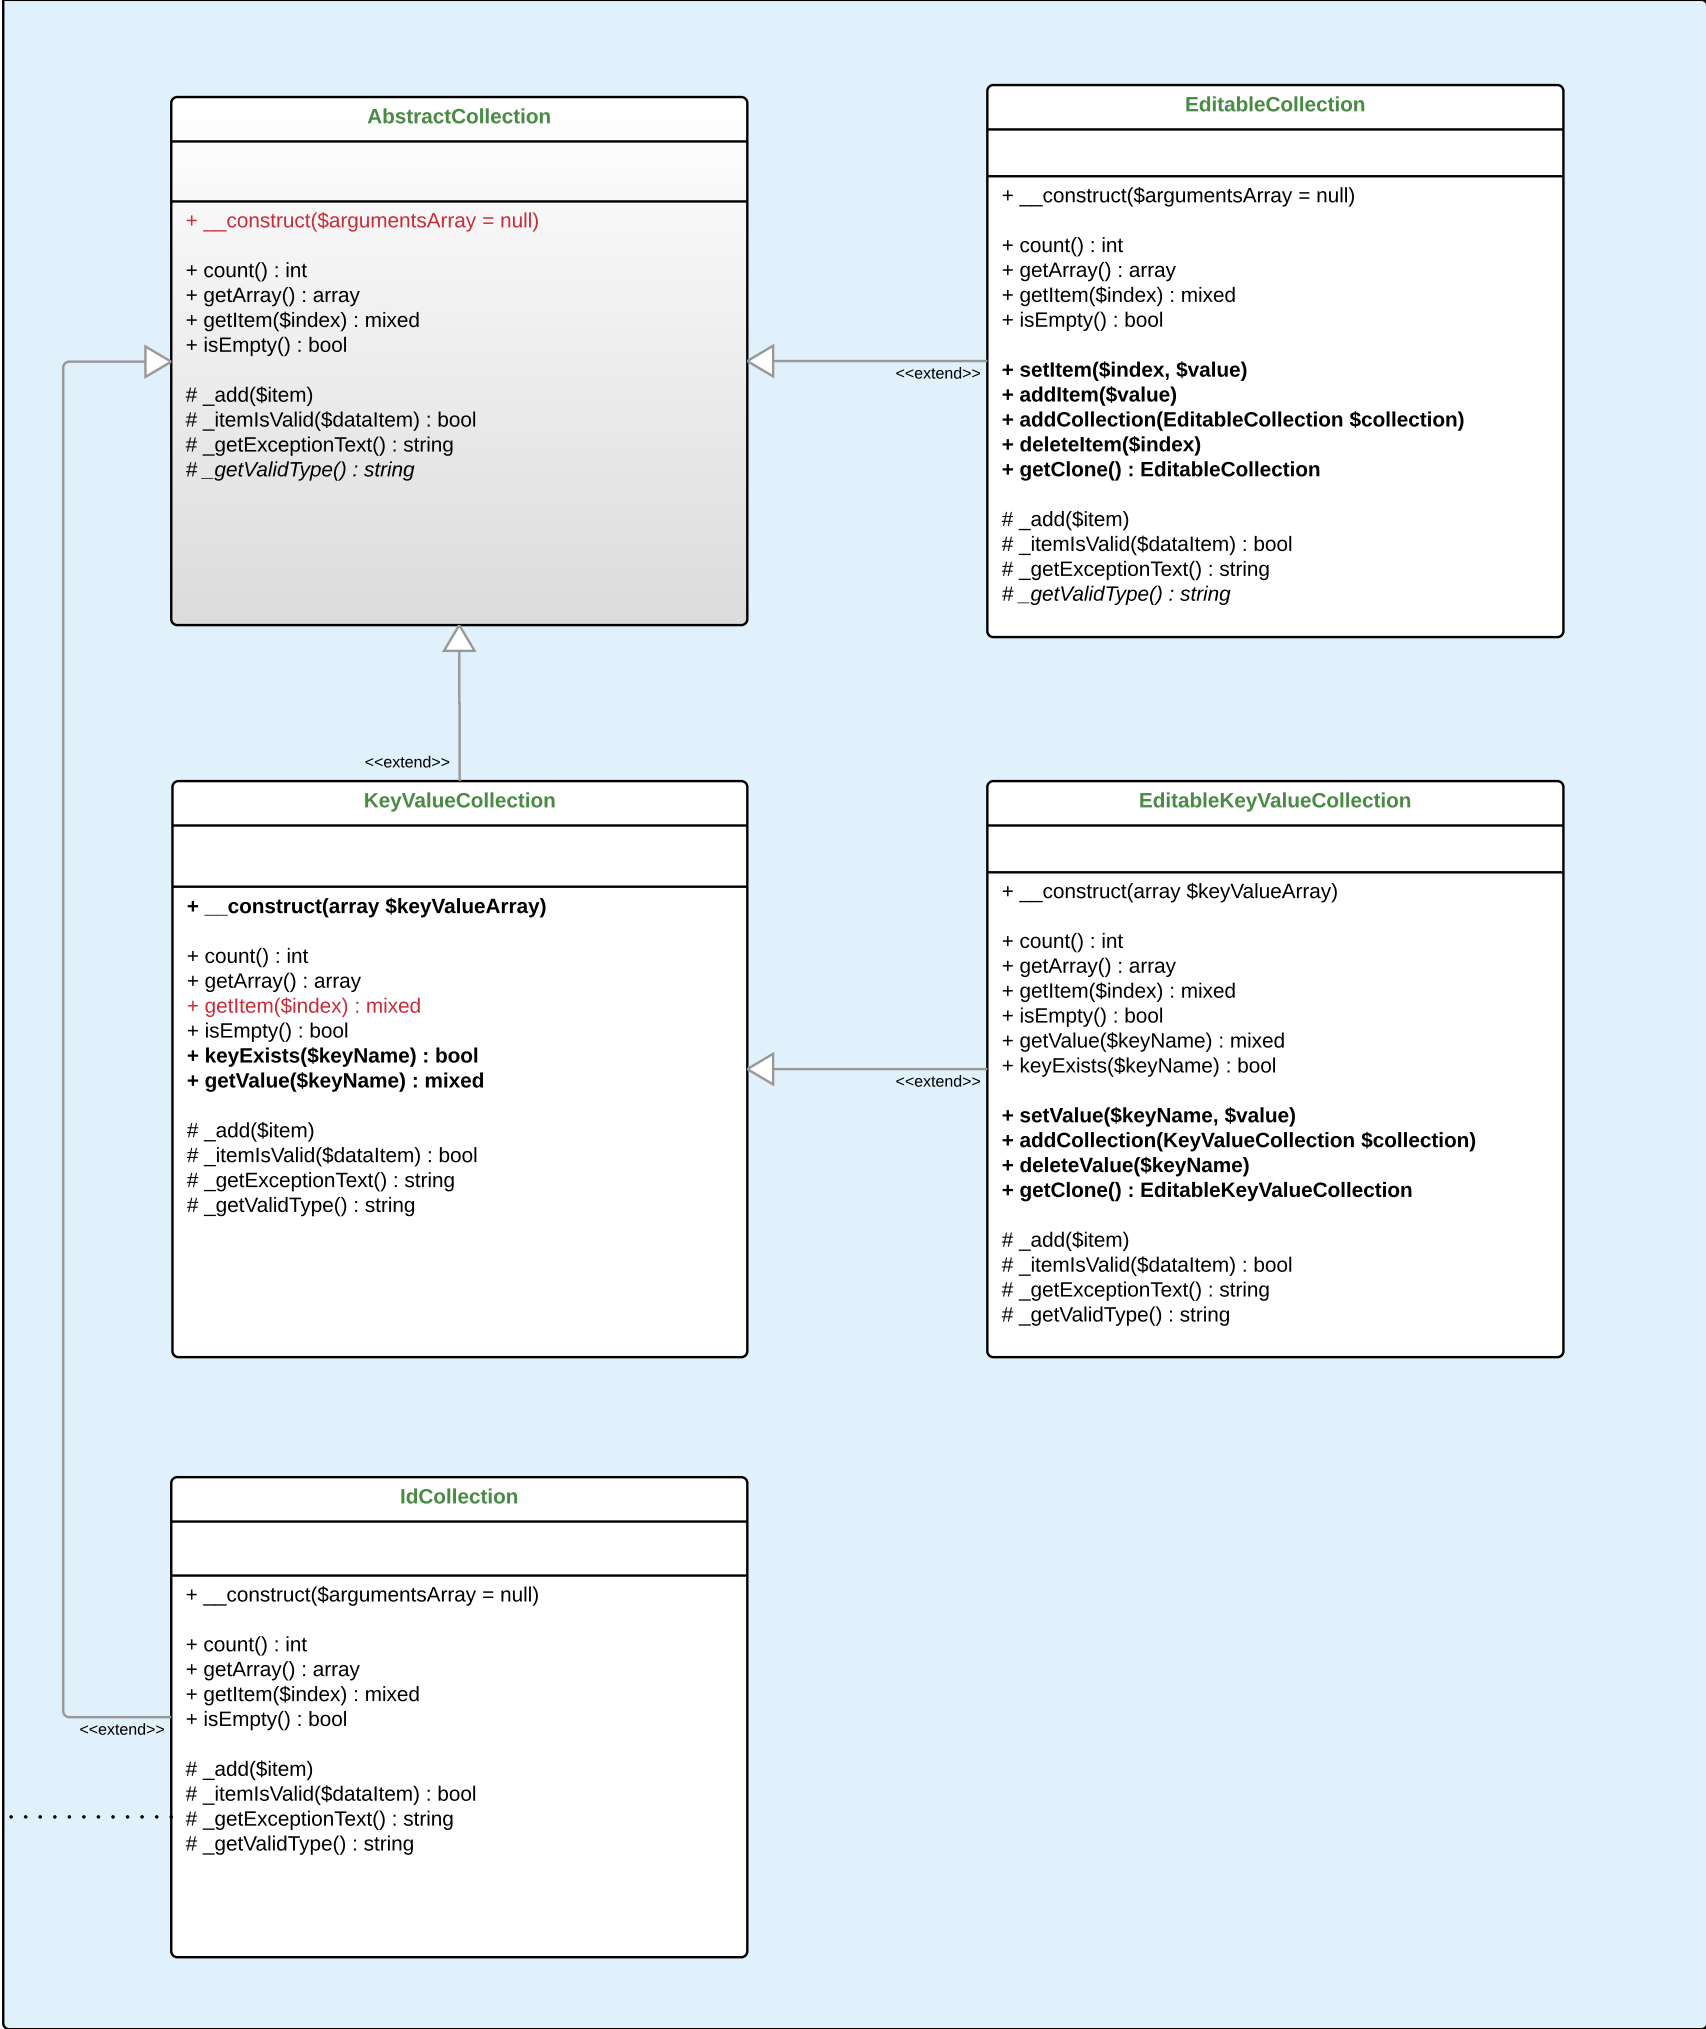 AbstractCollection
+ __construct($argumentsArray = null)
+ count() : int
+ getArray() : array
+ getItem($index) : mixed
+ isEmpty() : bool
# _add($item)
# _itemIsValid($dataItem) : bool
# _getExceptionText() : string
# _getValidType() : string
EditableCollection
+ __construct($argumentsArray = null)
+ count() : int
+ getArray() : array
+ getItem($index) : mixed
+ isEmpty() : bool
+ setItem($index, $value)
+ addItem($value)
+ addCollection(EditableCollection $collection)
+ deleteItem($index)
+ getClone() : EditableCollection
# _add($item)
# _itemIsValid($dataItem) : bool
# _getExceptionText() : string
# _getValidType() : string
<<extend>>
<<extend>>
KeyValueCollection
+ __construct(array $keyValueArray)
+ count() : int
+ getArray() : array
+ getItem($index) : mixed
+ isEmpty() : bool
+ keyExists($keyName) : bool
+ getValue($keyName) : mixed
# _add($item)
# _itemIsValid($dataItem) : bool
# _getExceptionText() : string
# _getValidType() : string
EditableKeyValueCollection
+ __construct(array $keyValueArray)
+ count() : int
+ getArray() : array
+ getItem($index) : mixed
+ isEmpty() : bool
+ getValue($keyName) : mixed
+ keyExists($keyName) : bool
+ setValue($keyName, $value)
+ addCollection(KeyValueCollection $collection)
+ deleteValue($keyName)
+ getClone() : EditableKeyValueCollection
# _add($item)
# _itemIsValid($dataItem) : bool
# _getExceptionText() : string
# _getValidType() : string
<<extend>>
IdCollection
+ __construct($argumentsArray = null)
+ count() : int
+ getArray() : array
+ getItem($index) : mixed
+ isEmpty() : bool
# _add($item)
# _itemIsValid($dataItem) : bool
# _getExceptionText() : string
# _getValidType() : string
<<extend>>